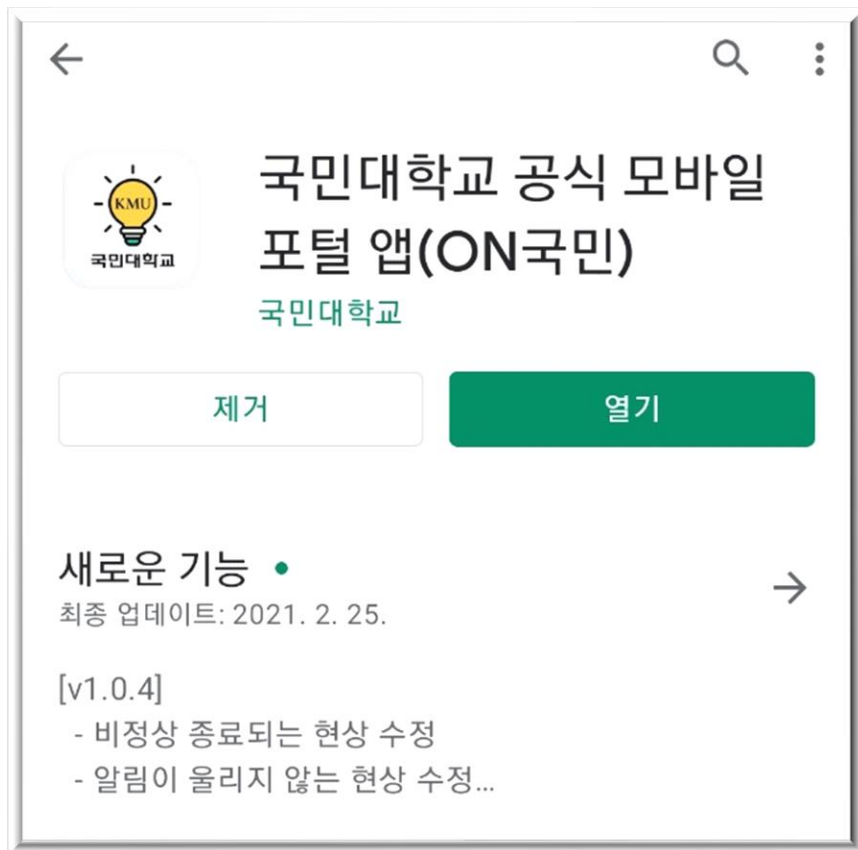 KMU
국민대학교
국민대학교 공식 모바일
포털 앱(ON국민)
국민대학교
제거
열기
새로운 기능
최종 업데이트: 2021. 2. 25.
[v1.0.4]
- 비정상 종료되는 현상 수정
- 알림이 울리지 않는 현상 수정...